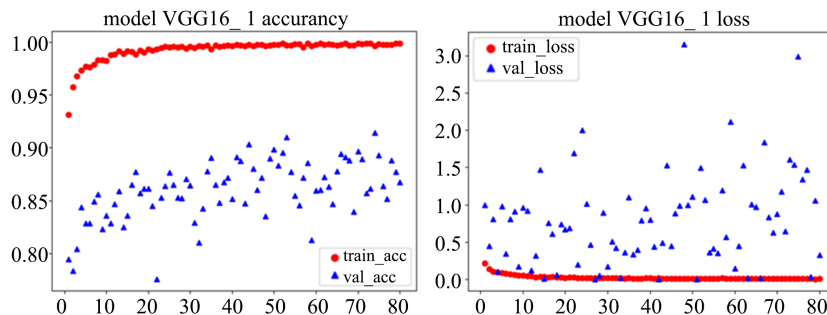 model VGG16_ 1 accurancy
1.00
0.95
0.90
0.85
0.80
train_acc
val_acc
0 10 20 30 40 50 60 70 80
model VGG16_ 1 loss
train_loss
val_loss
3.0
2.5
2.0
1.5
1.0
0.5
0.0
0 10 20 30 40 50 60 70 80